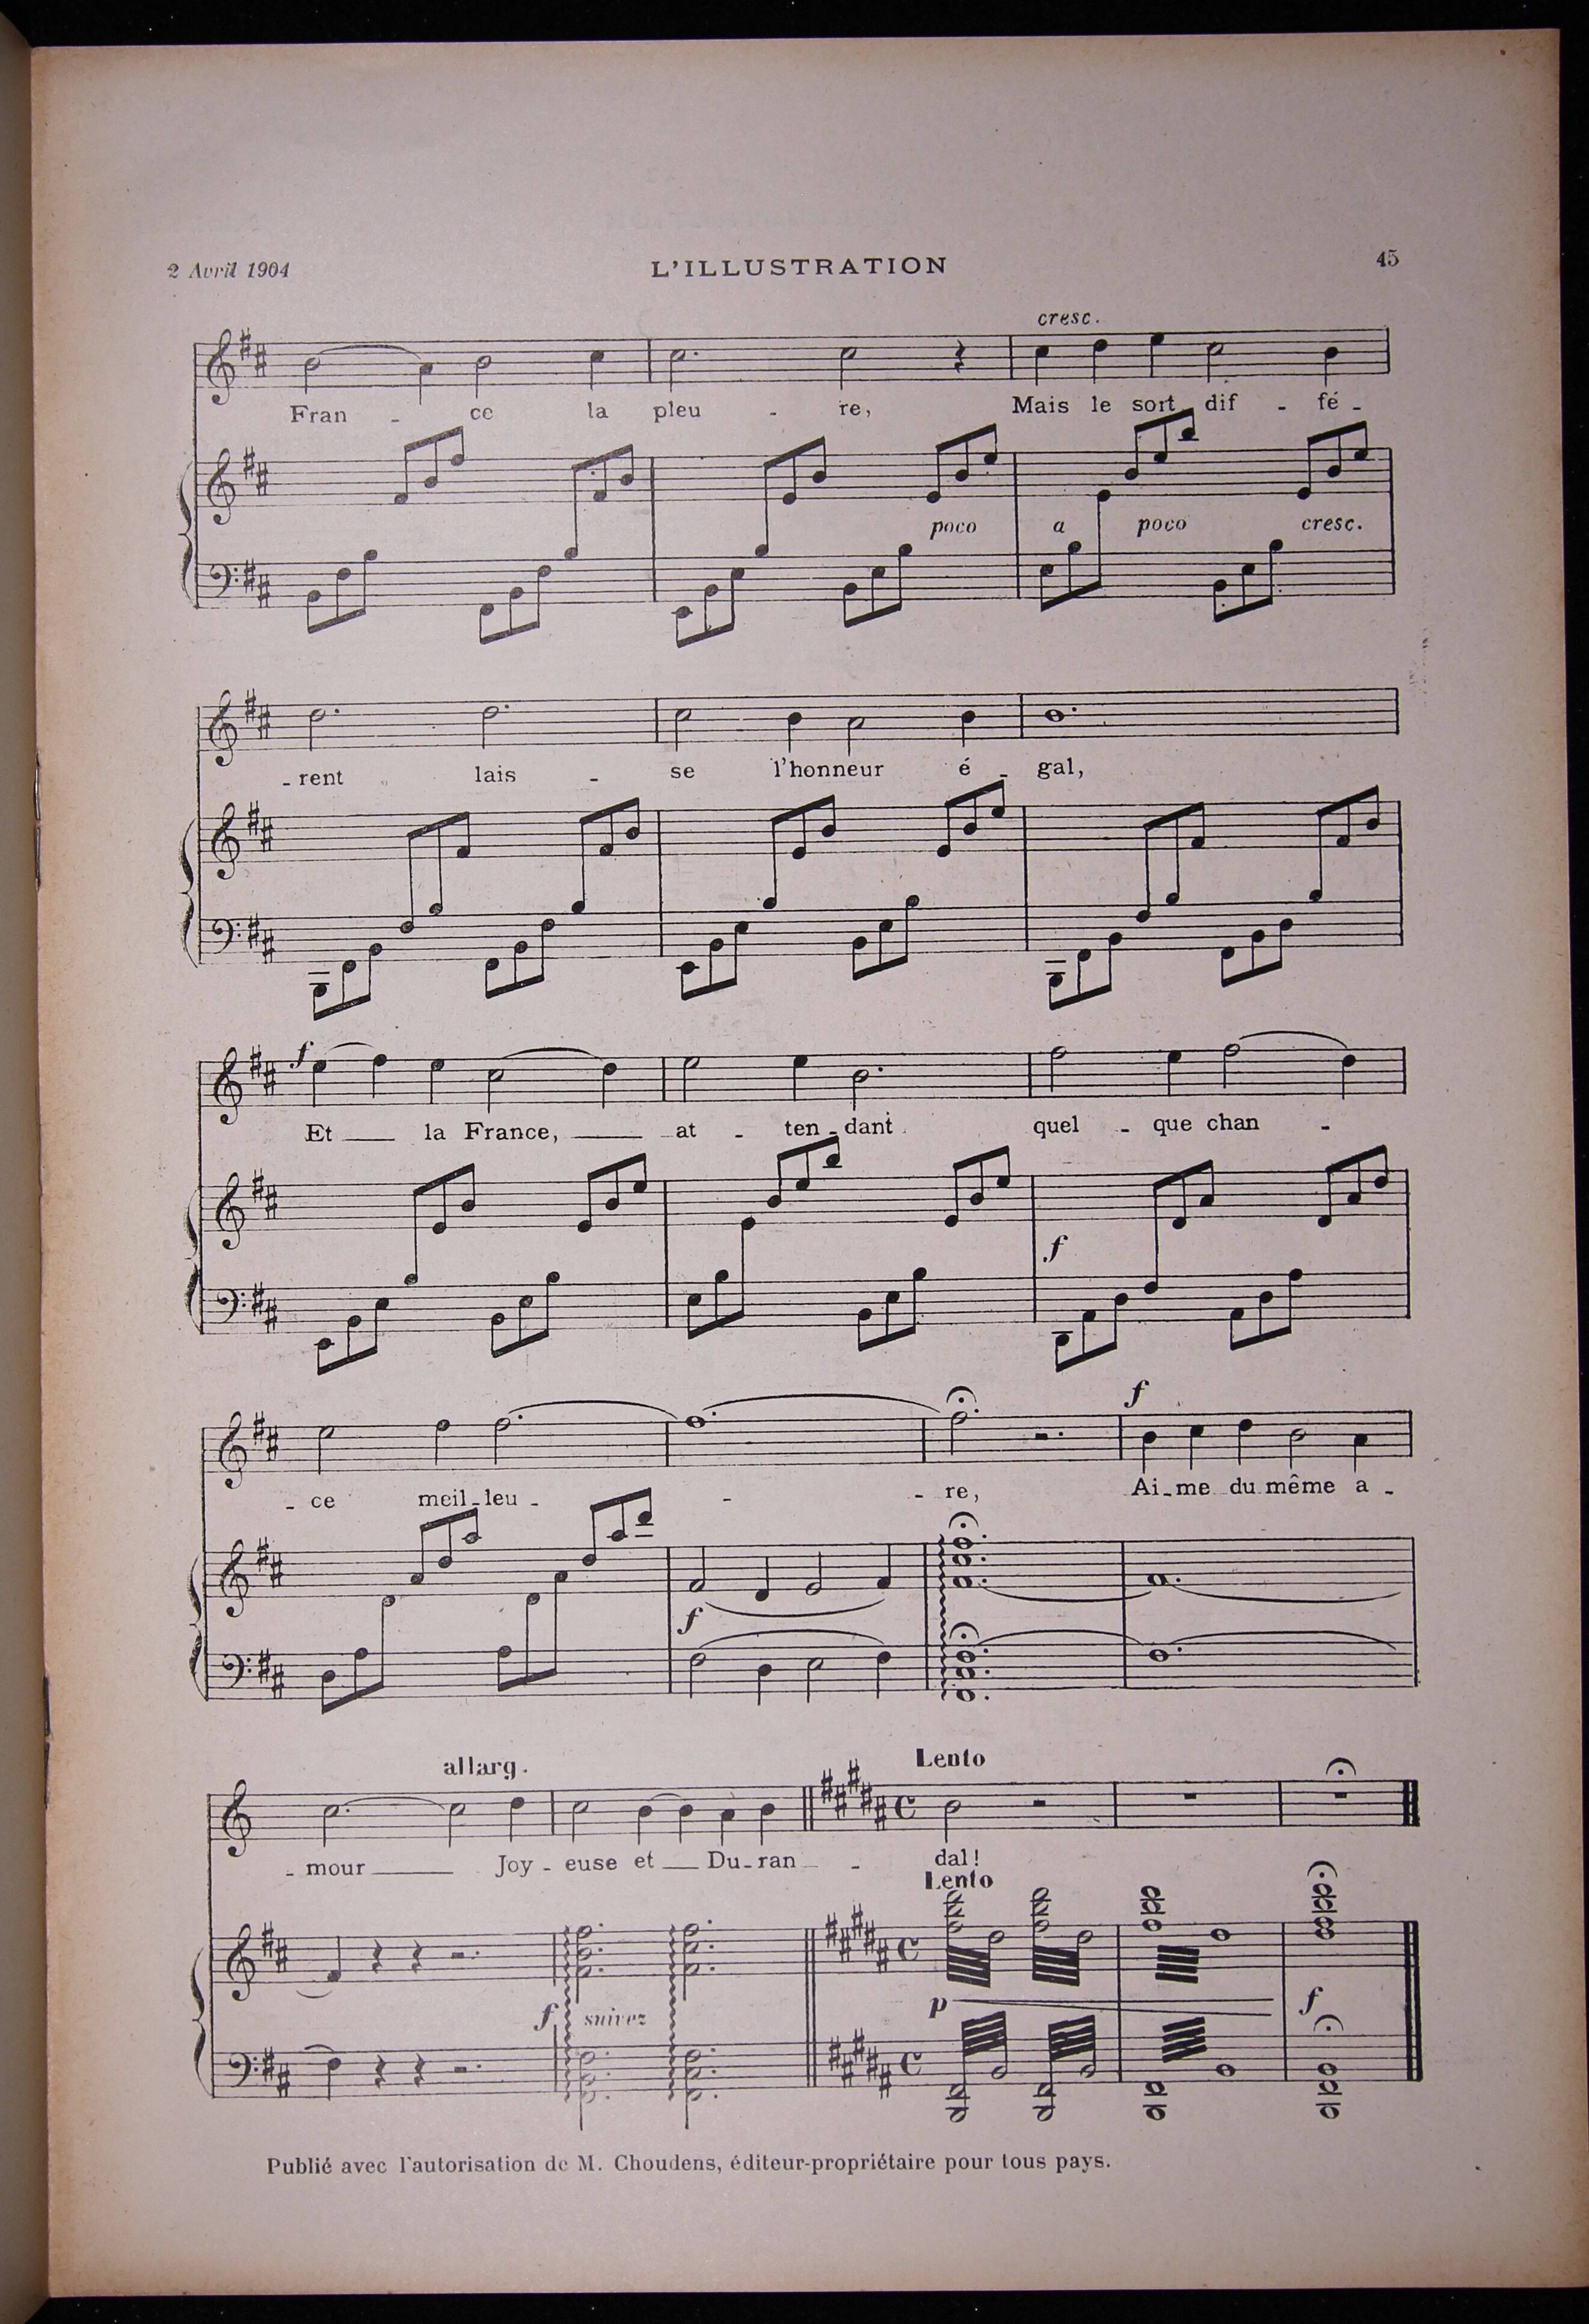 2 Avril 1904 L'ILLUSTRATION 45
cresc.
Fran - ce la pleu - re, Mais le sort dif - fé -
poco a poco cresc.
- rent lais - se l'honneur é - gal,
f
Et la France, at - ten - dant quel - que chan -
f
f
- ce meil - leu - - - re, Ai - me du même a -
f
allarg. Lento
- mour Joy - euse et Du - ran - dal!
Lento
f suivez p f
Publié avec l'autorisation de M. Choudens, éditeur-propriétaire pour tous pays.